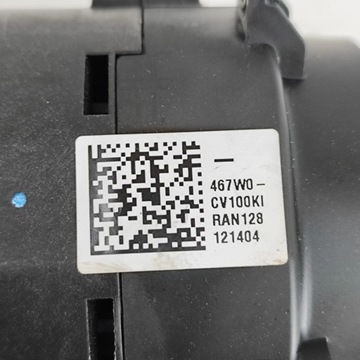 —
467W0-
CV100KI
RAN128
121404